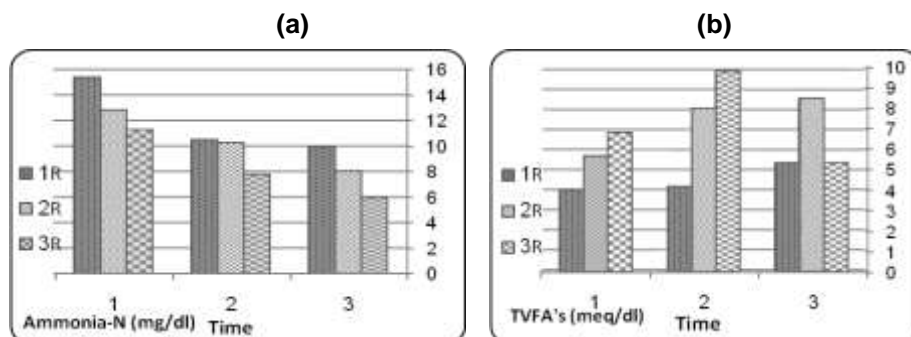 (a)
16
14
12
10
8
6
4
2
0
1R
2R
3R
1 2 3
Ammonia-N (mg/dl) Time
(b)
10
9
8
7
6
5
4
3
2
1
0
1R
2R
3R
1 2 3
TVFA's (meq/dl) Time